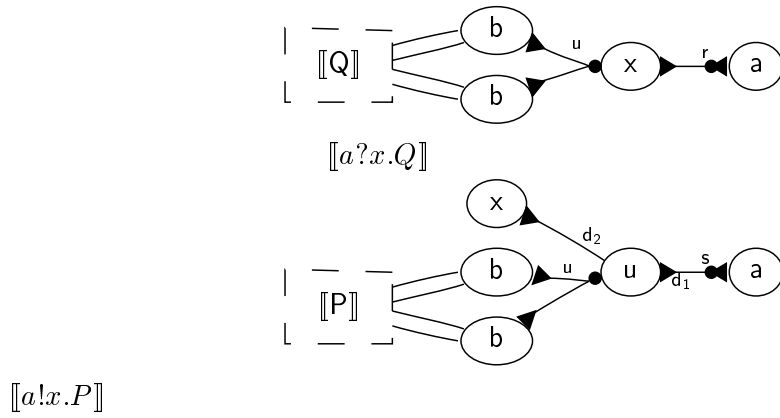 b
u
⟦Q⟧ x r a
b
⟦a?x.Q⟧
x
d₂
b u u s a
d₁
⟦P⟧
b
⟦a!x.P⟧